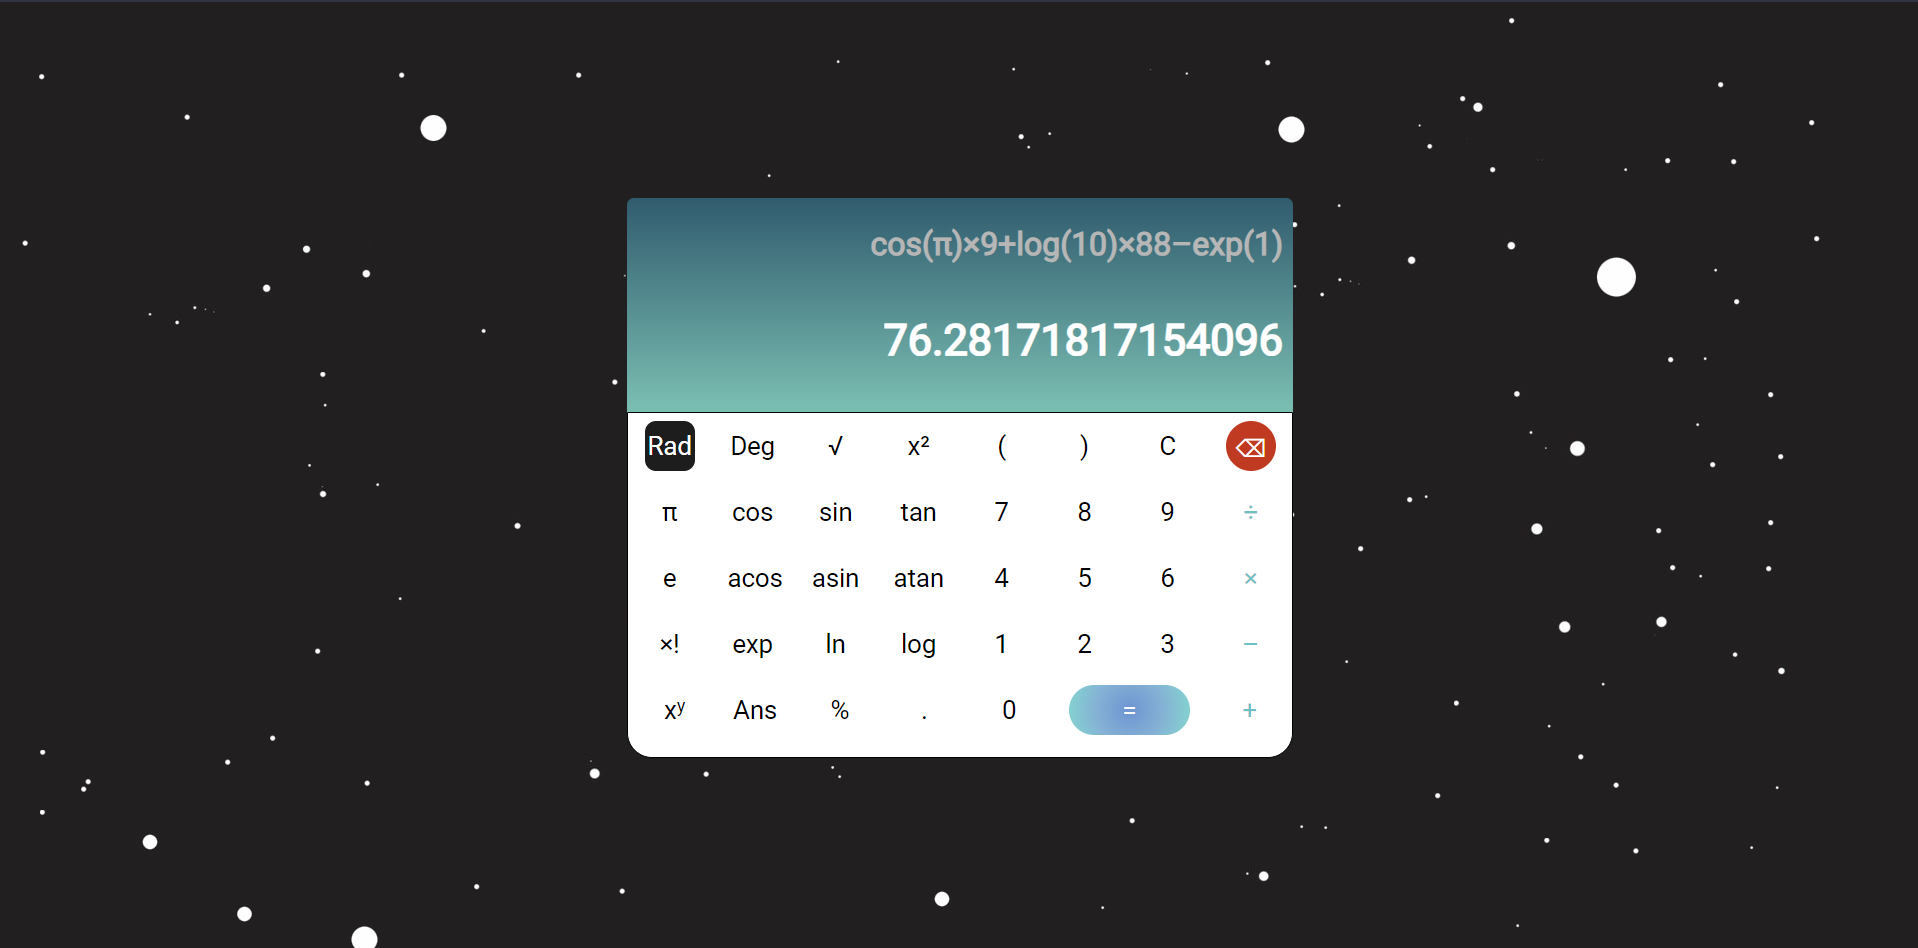 cos(π)×9+log(10)×88−exp(1)
76.28171817154096
Rad Deg √ x² ( ) C ⌫
π cos sin tan 7 8 9 ÷
e acos asin atan 4 5 6 ×
×! exp ln log 1 2 3 −
xʸ Ans % . 0 = +